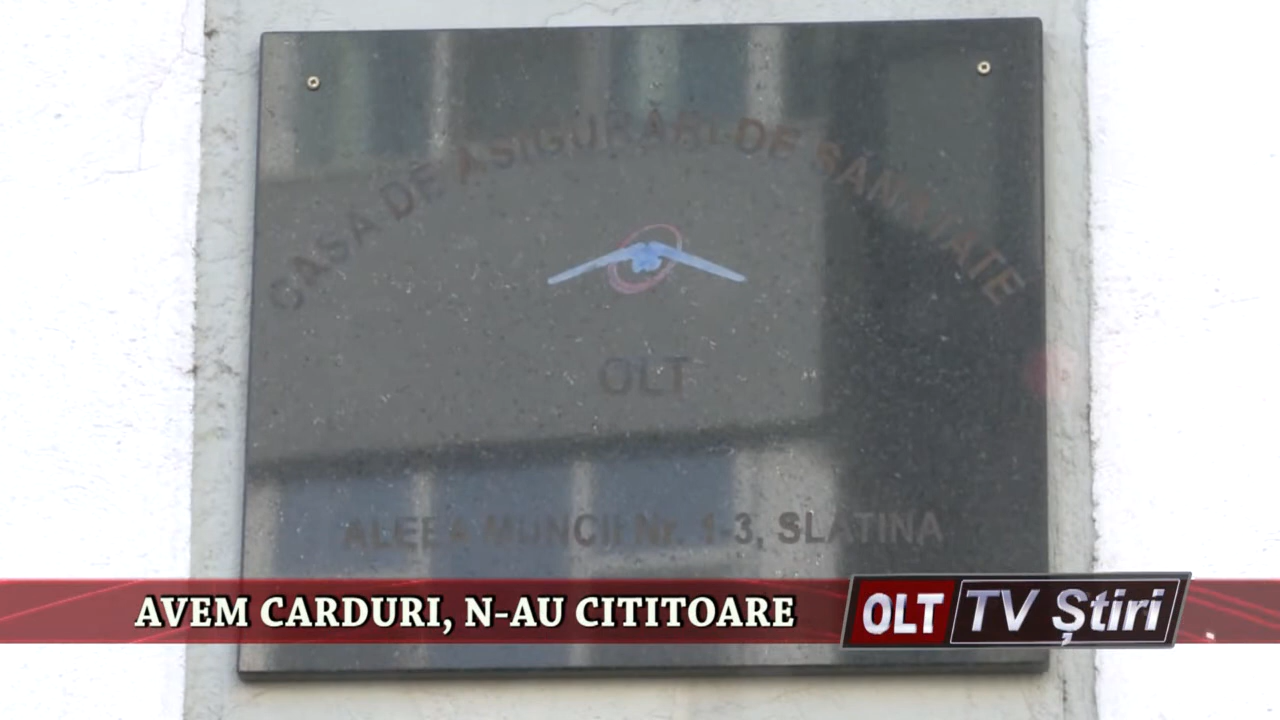 CASA DE ASIGURĂRI DE SĂNĂTATE
OLT
ALEEA MUNCII Nr. 1-3, SLATINA
AVEM CARDURI, N-AU CITITOARE
OLT TV Știri